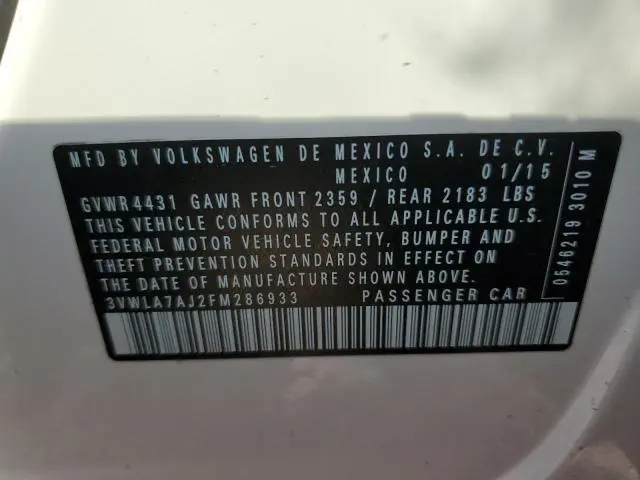 MFD BY VOLKSWAGEN DE MEXICO S.A. DE C.V.
MEXICO 01/15
GVWR4431 GAWR FRONT 2359 / REAR 2183 LBS
THIS VEHICLE CONFORMS TO ALL APPLICABLE U.S.
FEDERAL MOTOR VEHICLE SAFETY, BUMPER AND
THEFT PREVENTION STANDARDS IN EFFECT ON
THE DATE OF MANUFACTURE SHOWN ABOVE.
3VWLA7AJ2FM286933 PASSENGER CAR
0546219 3010 M